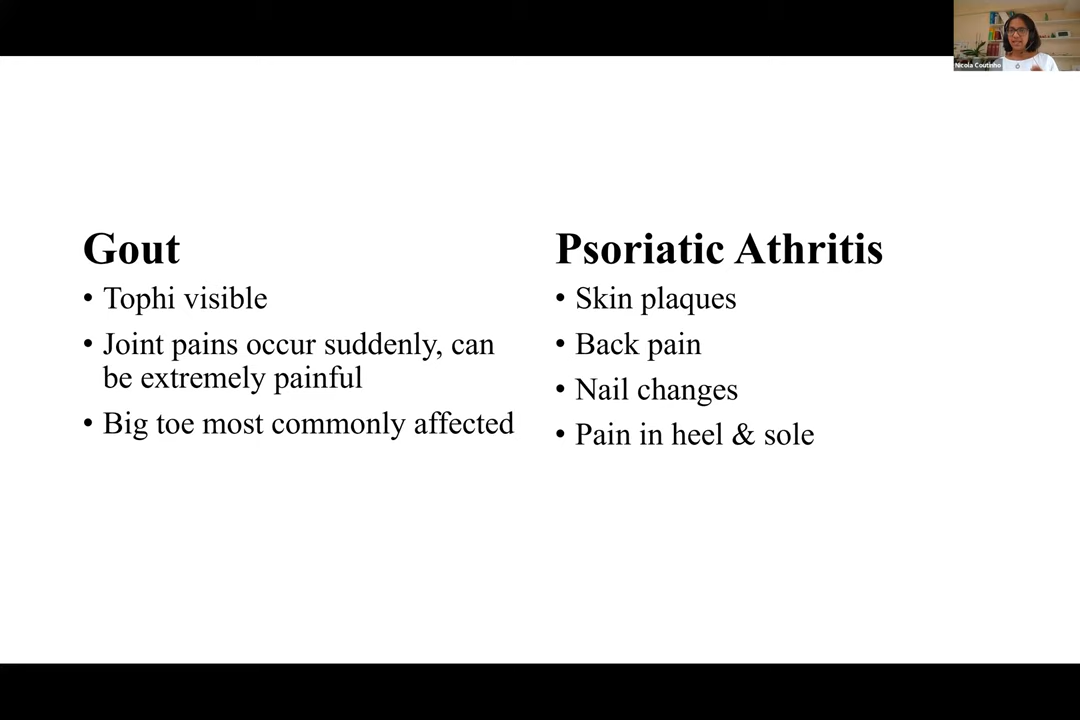 Nicola Coutinho
Gout
• Tophi visible
• Joint pains occur suddenly, can
be extremely painful
• Big toe most commonly affected
Psoriatic Athritis
• Skin plaques
• Back pain
• Nail changes
• Pain in heel & sole